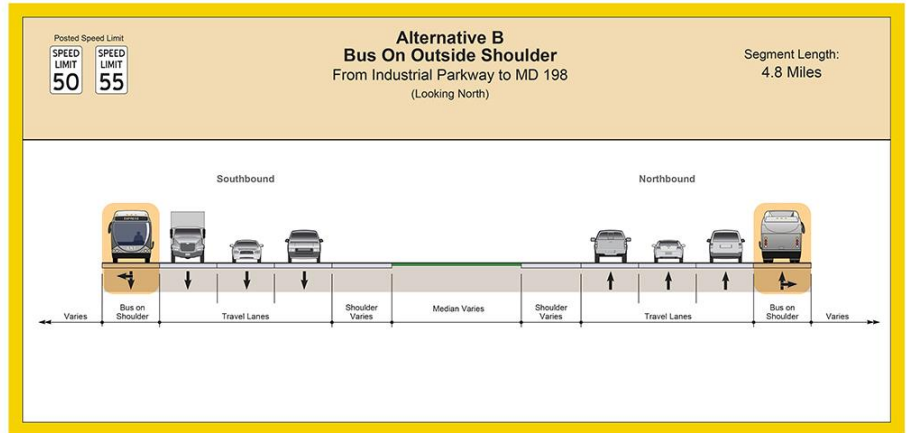 Posted Speed Limit
SPEED
LIMIT
50
SPEED
LIMIT
55
Alternative B
Bus On Outside Shoulder
From Industrial Parkway to MD 198
(Looking North)
Segment Length:
4.8 Miles
Southbound
Northbound
Varies
Bus on
Shoulder
Travel Lanes
Shoulder
Varies
Median Varies
Shoulder
Varies
Travel Lanes
Bus on
Shoulder
Varies